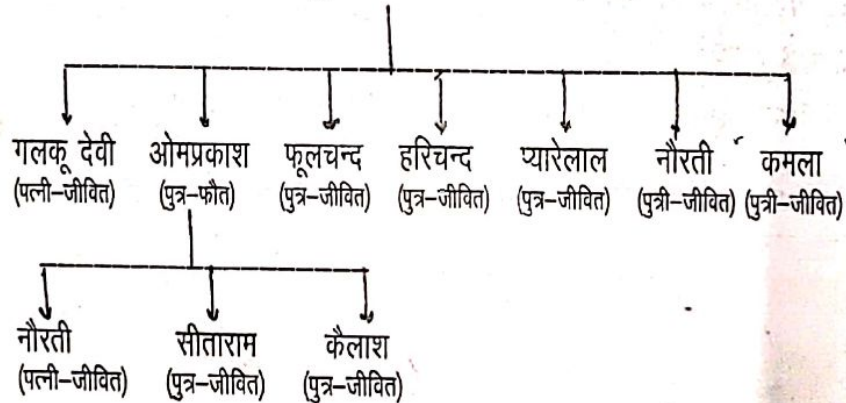 गलकू देवी ओमप्रकाश फूलचन्द हरिचन्द प्यारेलाल नौरती कमला
(पत्नी-जीवित) (पुत्र-फौत) (पुत्र-जीवित) (पुत्र-जीवित) (पुत्र-जीवित) (पुत्री-जीवित) (पुत्री-जीवित)
नौरती सीताराम कैलाश
(पत्नी-जीवित) (पुत्र-जीवित) (पुत्र-जीवित)